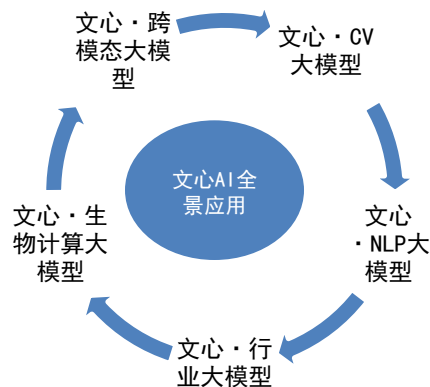 文心·跨
模态大模
型
文心·CV
大模型
文心AI全
景应用
文心·生
物计算大
模型
文心
·NLP大
模型
文心·行
业大模型